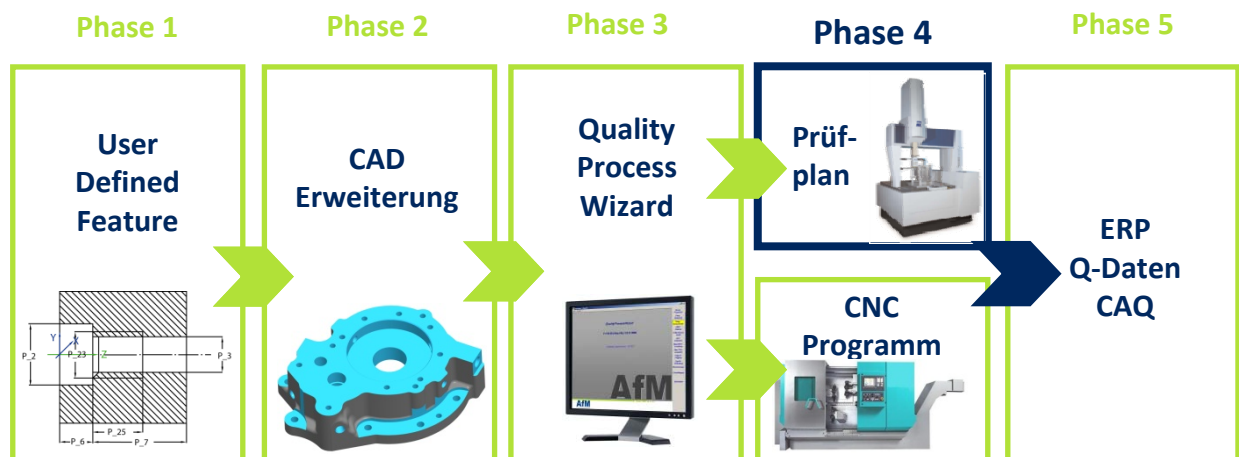 Phase 1
Phase 2
Phase 3
Phase 4
Phase 5
User
Defined
Feature
P_2
Y
X
P_23
Z
P_3
P_25
P_6
P_7
CAD
Erweiterung
Quality
Process
Wizard
AfM
AfM
Prüf-
plan
CNC
Programm
ERP
Q-Daten
CAQ